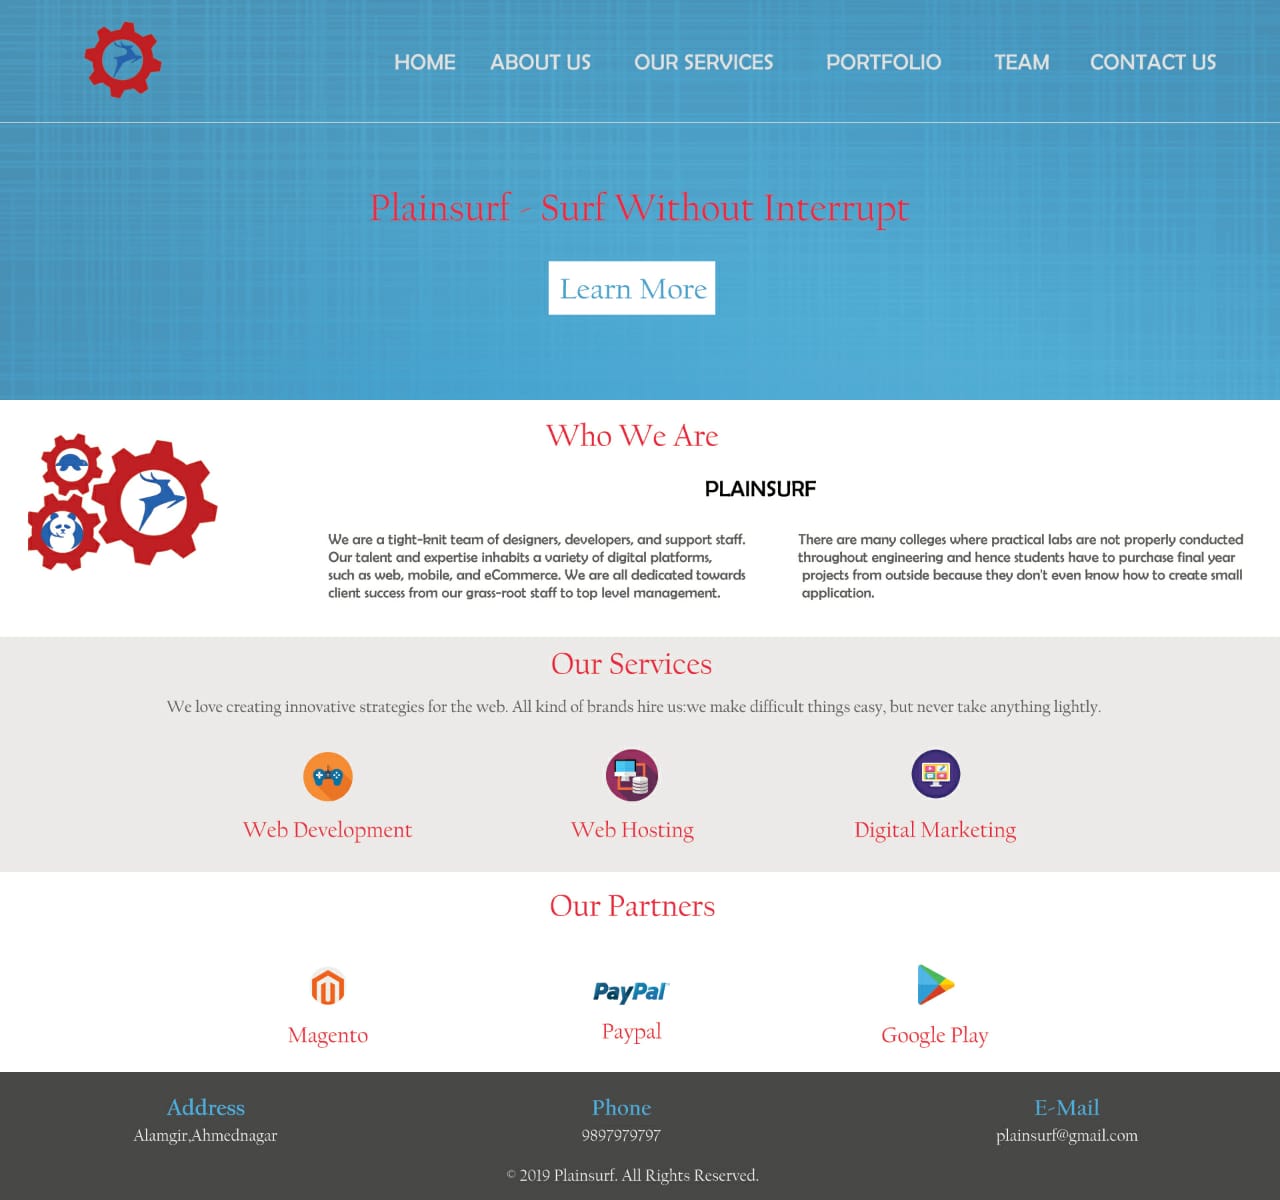 HOME ABOUT US OUR SERVICES PORTFOLIO TEAM CONTACT US
Plainsurf - Surf Without Interrupt
Learn More
Who We Are
PLAINSURF
We are a tight-knit team of designers, developers, and support staff.
Our talent and expertise inhabits a variety of digital platforms,
such as web, mobile, and eCommerce. We are all dedicated towards
client success from our grass-root staff to top level management.
There are many colleges where practical labs are not properly conducted
throughout engineering and hence students have to purchase final year
projects from outside because they don't even know how to create small
application.
Our Services
We love creating innovative strategies for the web. All kind of brands hire us:we make difficult things easy, but never take anything lightly.
Web Development
Web Hosting
Digital Marketing
Our Partners
Magento
PayPal
Paypal
Google Play
Address
Alamgir,Ahmednagar
Phone
9897979797
E-Mail
plainsurf@gmail.com
© 2019 Plainsurf. All Rights Reserved.